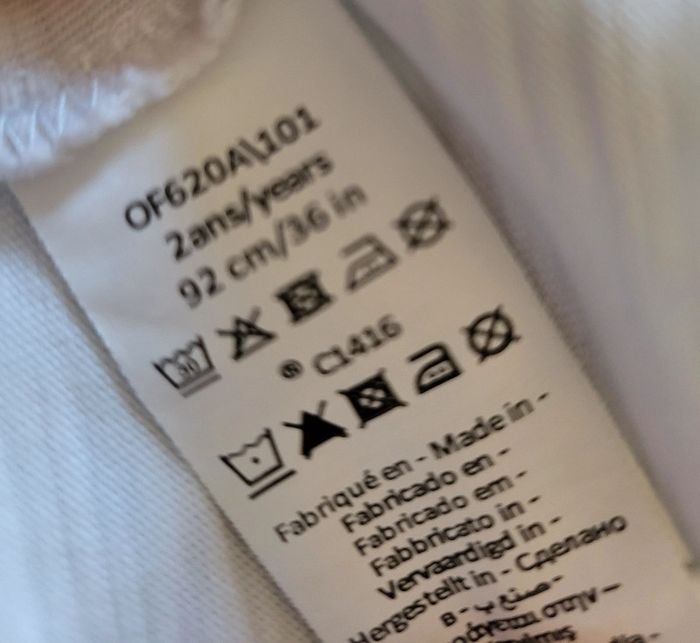 OF620A\101
2ans/years
92 cm/36 in
30
® C1416
Fabriqué en - Made in -
Fabricado en -
Fabricado em -
Fabbricato in -
Vervaardigd in -
Hergestellt in - Сделано
в -